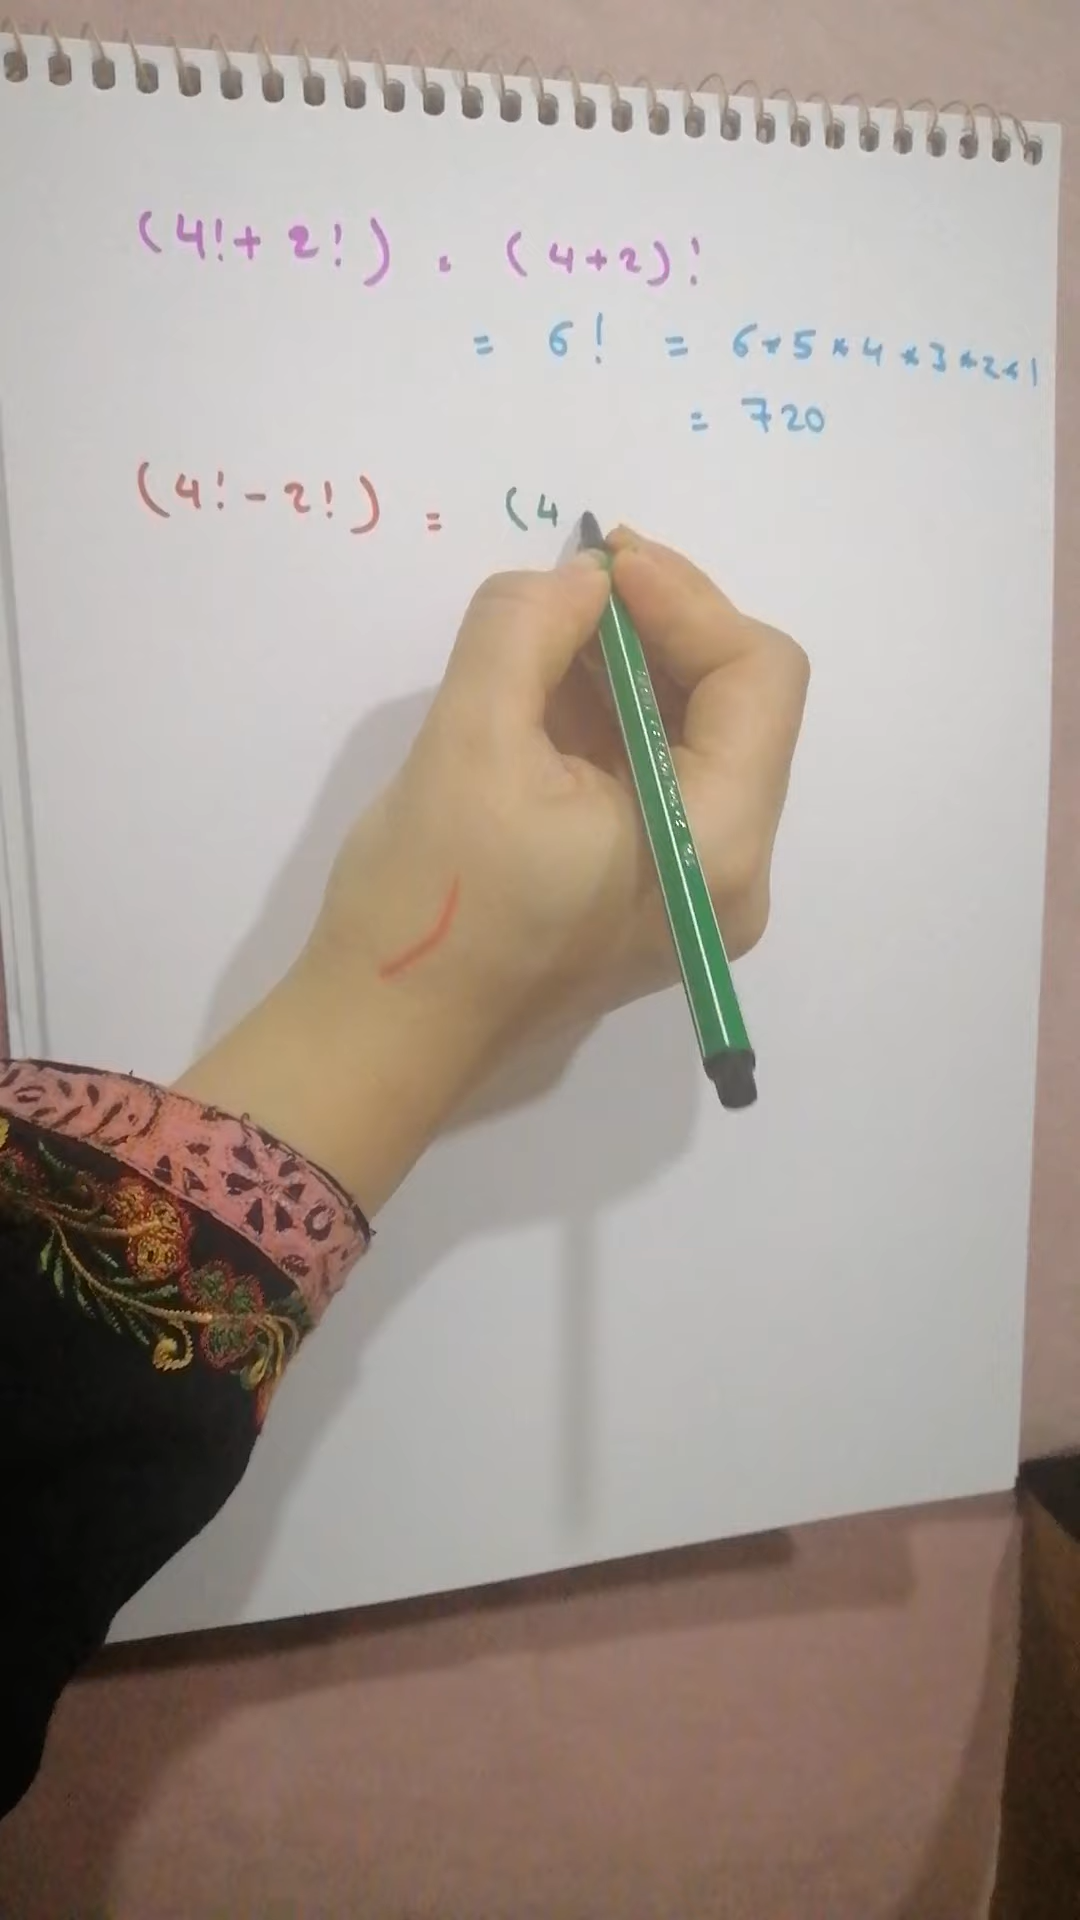 (4!+ 2!) = (4+2)!
= 6! = 6*5*4*3*2*1
= 720
(4!-2!) = (4